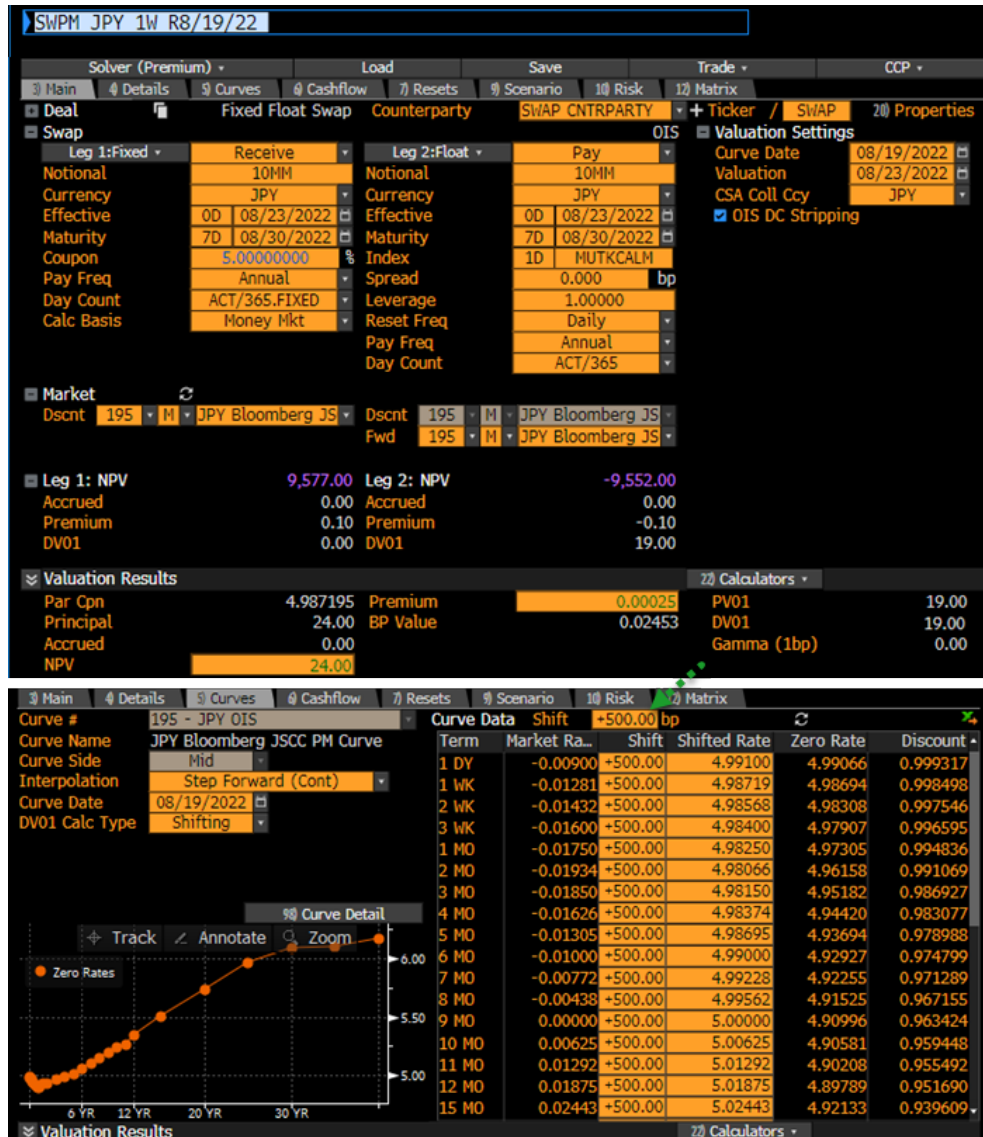 SWPM JPY 1W R8/19/22
Solver (Premium) Load Save Trade CCP
3) Main 4) Details 5) Curves 6) Cashflow 7) Resets 9) Scenario 10) Risk 12) Matrix
Deal Fixed Float Swap Counterparty SWAP CNTRPARTY + Ticker / SWAP 20) Properties
Swap OIS Valuation Settings
Leg 1:Fixed Receive Leg 2:Float Pay Curve Date 08/19/2022
Notional 10MM Notional 10MM Valuation 08/23/2022
Currency JPY Currency JPY CSA Coll Ccy JPY
Effective 0D 08/23/2022 Effective 0D 08/23/2022 OIS DC Stripping
Maturity 7D 08/30/2022 Maturity 7D 08/30/2022
Coupon 5.00000000 % Index 1D MUTKCALM
Pay Freq Annual Spread 0.000 bp
Day Count ACT/365.FIXED Leverage 1.00000
Calc Basis Money Mkt Reset Freq Daily
Pay Freq Annual
Day Count ACT/365
Market
Dscnt 195 M JPY Bloomberg JS Dscnt 195 M JPY Bloomberg JS
Fwd 195 M JPY Bloomberg JS
Leg 1: NPV 9,577.00 Leg 2: NPV -9,552.00
Accrued 0.00 Accrued 0.00
Premium 0.10 Premium -0.10
DV01 0.00 DV01 19.00
Valuation Results 22) Calculators
Par Cpn 4.987195 Premium 0.00025 PV01 19.00
Principal 24.00 BP Value 0.02453 DV01 19.00
Accrued 0.00 Gamma (1bp) 0.00
NPV 24.00
3) Main 4) Details 5) Curves 6) Cashflow 7) Resets 9) Scenario 10) Risk 12) Matrix
Curve # 195 - JPY OIS Curve Data Shift +500.00 bp
Curve Name JPY Bloomberg JSCC PM Curve Term Market Ra... Shift Shifted Rate Zero Rate Discount
Curve Side Mid 1 DY -0.00900 +500.00 4.99100 4.99066 0.999317
Interpolation Step Forward (Cont) 1 WK -0.01281 +500.00 4.98719 4.98694 0.998498
Curve Date 08/19/2022 2 WK -0.01432 +500.00 4.98568 4.98308 0.997546
DV01 Calc Type Shifting 3 WK -0.01600 +500.00 4.98400 4.97907 0.996595
1 MO -0.01750 +500.00 4.98250 4.97305 0.994836
2 MO -0.01934 +500.00 4.98066 4.96158 0.991069
3 MO -0.01850 +500.00 4.98150 4.95182 0.986927
98) Curve Detail 4 MO -0.01626 +500.00 4.98374 4.94420 0.983077
Track Annotate Zoom 5 MO -0.01305 +500.00 4.98695 4.93694 0.978988
6.00 6 MO -0.01000 +500.00 4.99000 4.92927 0.974799
Zero Rates 7 MO -0.00772 +500.00 4.99228 4.92255 0.971289
8 MO -0.00438 +500.00 4.99562 4.91525 0.967155
5.50 9 MO 0.00000 +500.00 5.00000 4.90996 0.963424
10 MO 0.00625 +500.00 5.00625 4.90581 0.959448
5.00 11 MO 0.01292 +500.00 5.01292 4.90208 0.955492
12 MO 0.01875 +500.00 5.01875 4.89789 0.951690
6 YR 12 YR 20 YR 30 YR 15 MO 0.02443 +500.00 5.02443 4.92133 0.939609
Valuation Results 22) Calculators